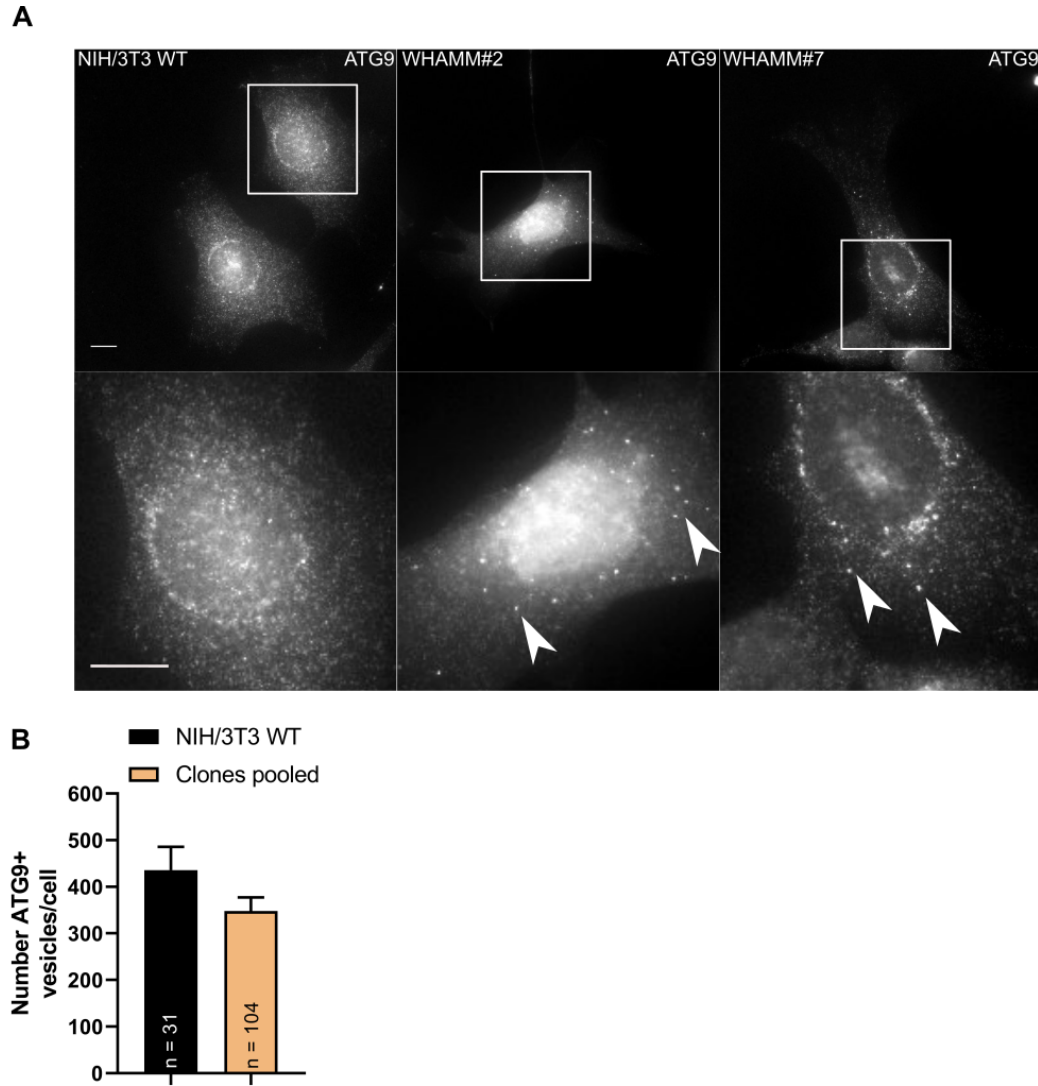 A
NIH/3T3 WT ATG9 WHAMM#2 ATG9 WHAMM#7 ATG9
B
NIH/3T3 WT
Clones pooled
Number ATG9+
vesicles/cell
600
500
400
300
200
100
0
n = 31
n = 104